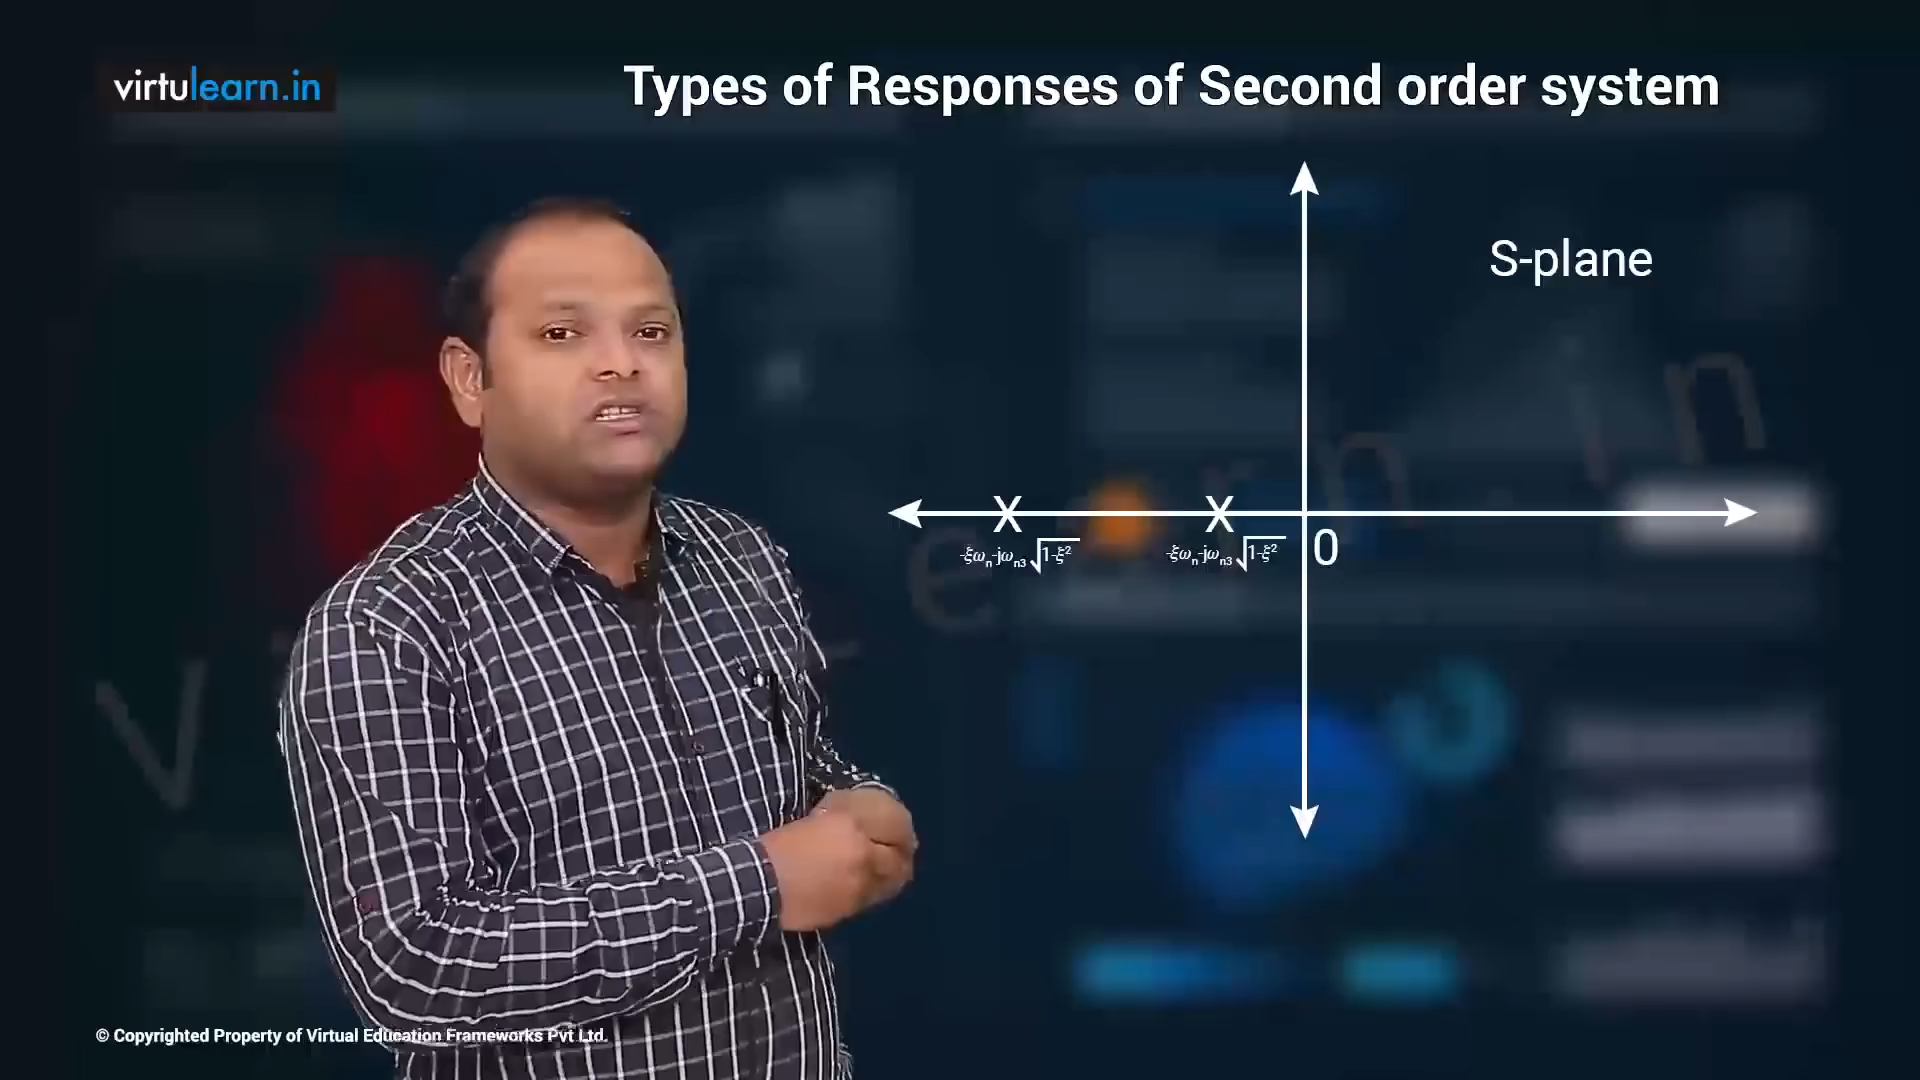 virtulearn.in
Types of Responses of Second order system
S-plane
-ξωn-jωn3√1-ξ²
-ξωn-jωn3√1-ξ²
0
© Copyrighted Property of Virtual Education Frameworks Pvt Ltd.